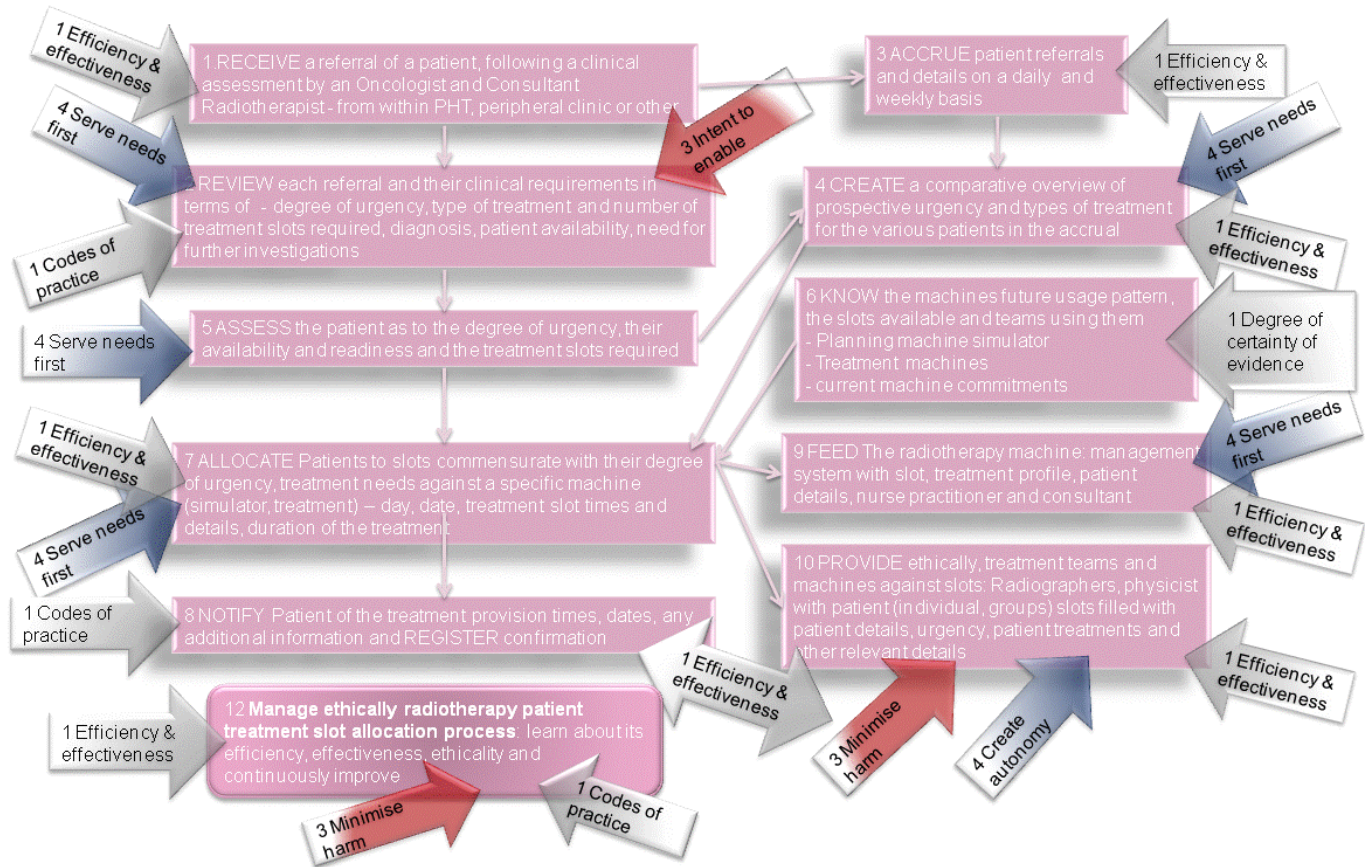 1 Efficiency &
effectiveness
1.RECEIVE a referral of a patient, following a clinical
assessment by an Oncologist and Consultant
Radiotherapist- from within PHT, peripheral clinic or other
3 ACCRUE patient referrals
and details on a daily and
weekly basis
1 Efficiency &
effectiveness
4 Serve needs
first
3 Intent to
enable
REVIEW each referral and their clinical requirements in
terms of - degree of urgency, type of treatment and number of
treatment slots required, diagnosis, patient availability, need for
further investigations
1 Codes of
practice
4 CREATE a comparative overview of
prospective urgency and types of treatment
for the various patients in the accrual
4 Serve needs
first
1 Efficiency &
effectiveness
4 Serve needs
first
5 ASSESS the patient as to the degree of urgency, their
availability and readiness and the treatment slots required
6 KNOW the machines future usage pattern,
the slots available and teams using them
- Planning machine simulator
- Treatment machines
- current machine commitments
1 Degree of
certainty of
evidence
1 Efficiency &
effectiveness
7 ALLOCATE Patients to slots commensurate with their degree
of urgency, treatment needs against a specific machine
(simulator, treatment) – day, date, treatment slot times and
details, duration of the treatment
4 Serve needs
first
9 FEED The radiotherapy machine: management
system with slot, treatment profile, patient
details, nurse practitioner and consultant
4 Serve needs
first
1 Efficiency &
effectiveness
1 Codes of
practice
8 NOTIFY Patient of the treatment provision times, dates, any
additional information and REGISTER confirmation
10 PROVIDE ethically, treatment teams and
machines against slots: Radiographers, physicist
with patient (individual, groups) slots filled with
patient details, urgency, patient treatments and
other relevant details
1 Efficiency &
effectiveness
1 Efficiency &
effectiveness
3 Minimise
harm
4 Create
autonomy
1 Efficiency &
effectiveness
12 Manage ethically radiotherapy patient
treatment slot allocation process: learn about its
efficiency, effectiveness, ethicality and
continuously improve
3 Minimise
harm
1 Codes of
practice